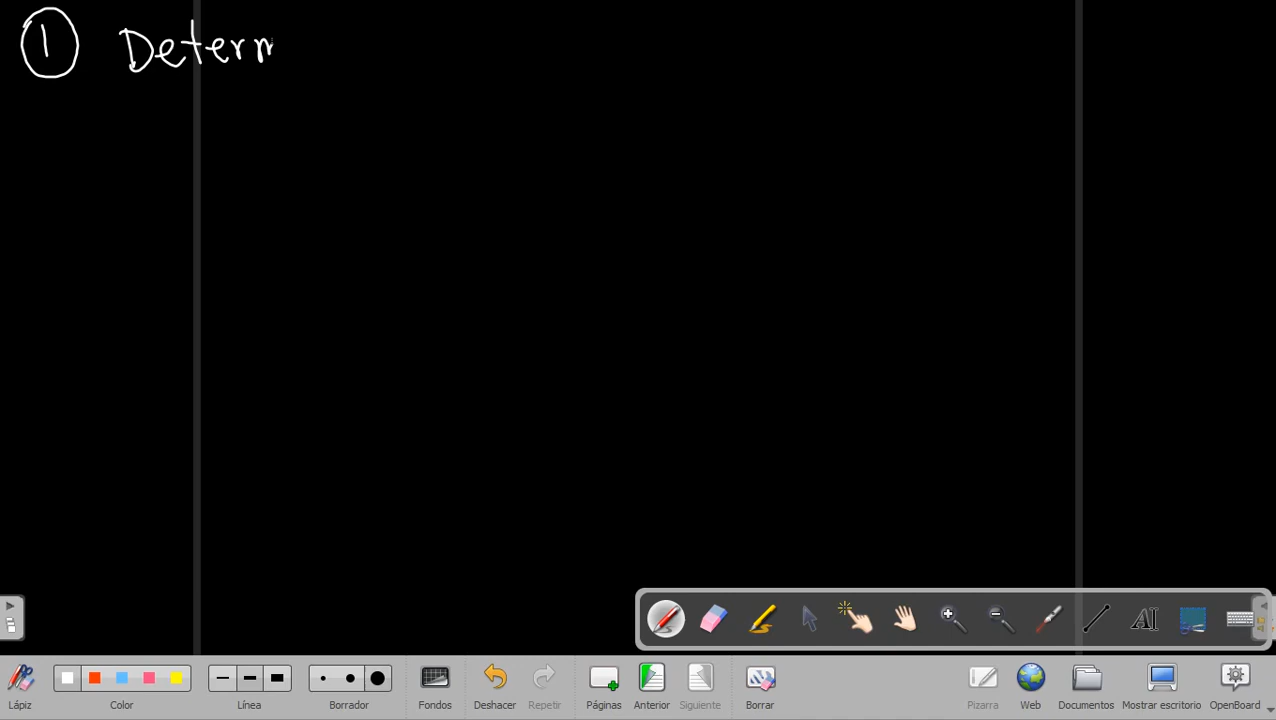 ① Determ
Lápiz Color Línea Borrador Fondos Deshacer Repetir Páginas Anterior Siguiente Borrar Pizarra Web Documentos Mostrar escritorio OpenBoard